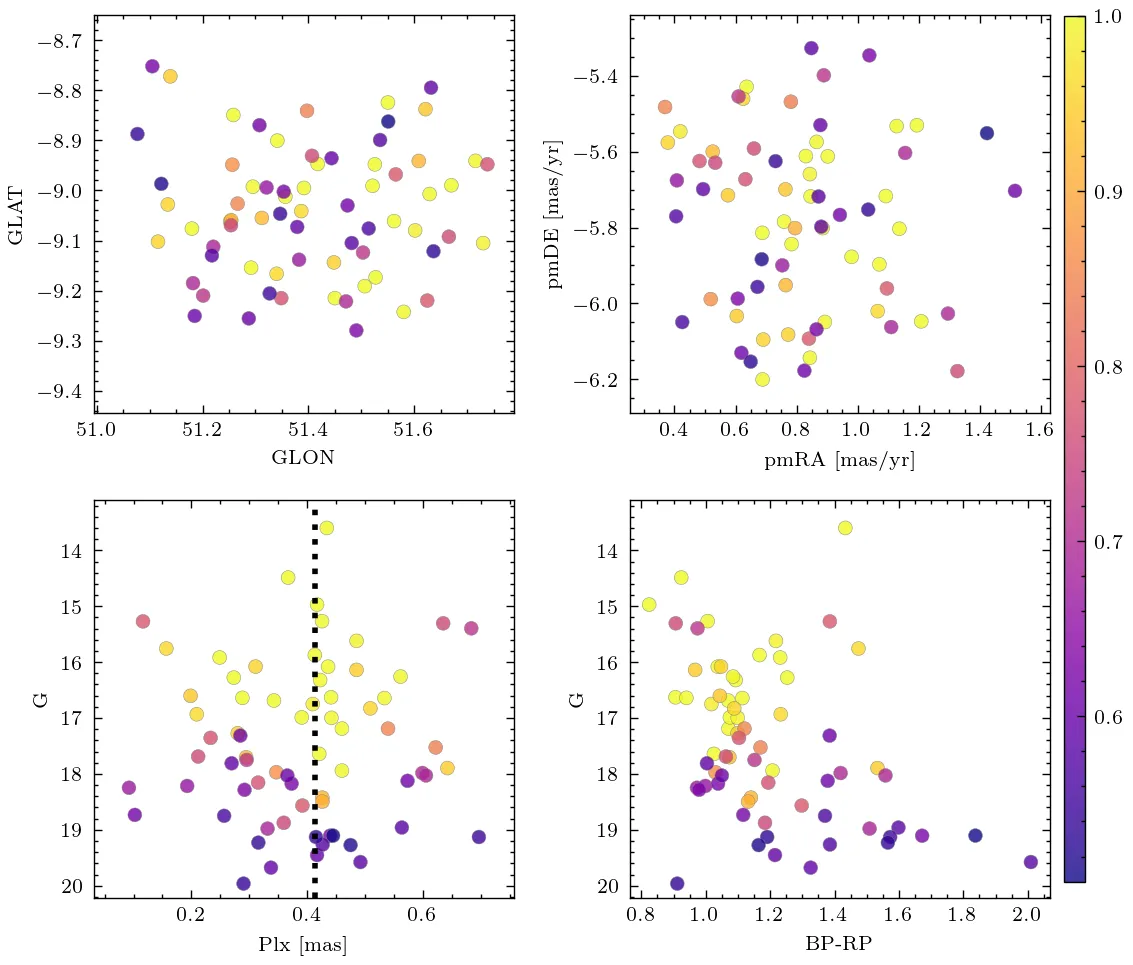 −8.7
−8.8
−8.9
−9.0
−9.1
−9.2
−9.3
−9.4
GLAT
51.0 51.2 51.4 51.6
GLON
−5.4
−5.6
−5.8
−6.0
−6.2
pmDE [mas/yr]
0.4 0.6 0.8 1.0 1.2 1.4 1.6
pmRA [mas/yr]
14
15
16
17
18
19
20
G
0.2 0.4 0.6
Plx [mas]
14
15
16
17
18
19
20
G
0.8 1.0 1.2 1.4 1.6 1.8 2.0
BP-RP
1.0
0.9
0.8
0.7
0.6